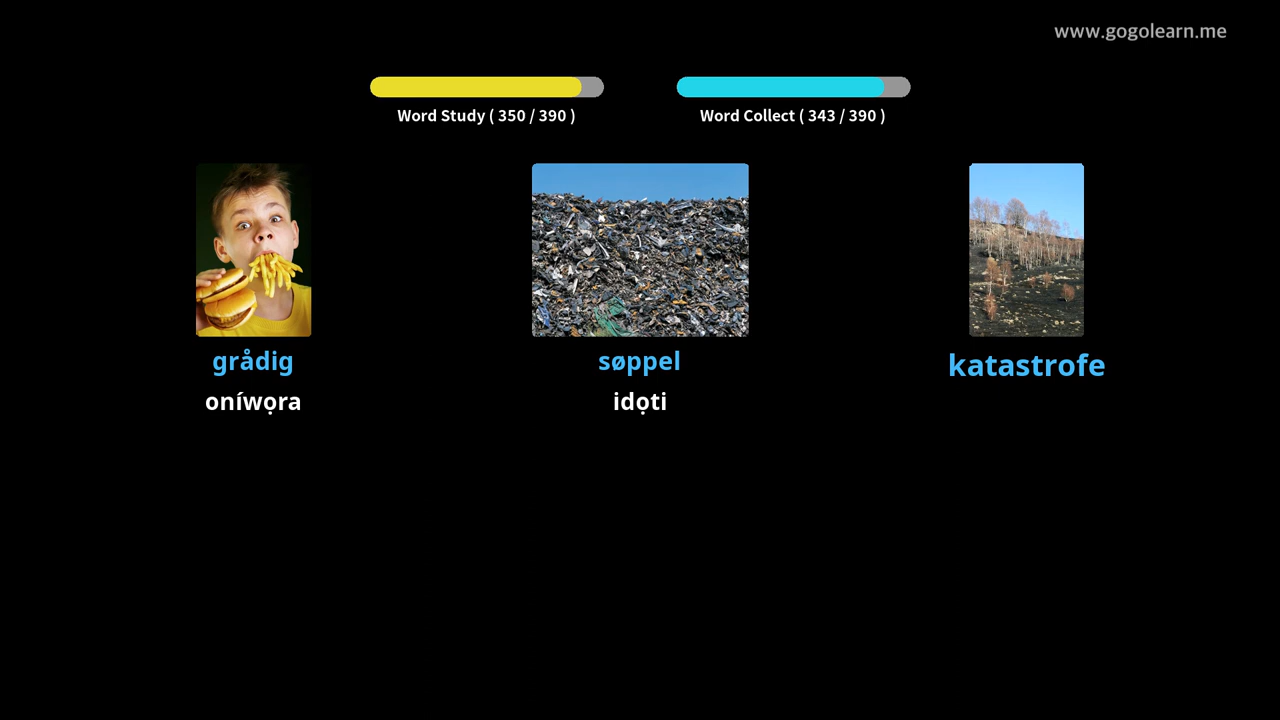 www.gogolearn.me
Word Study ( 350 / 390 )
Word Collect ( 343 / 390 )
grådig
oníwọra
søppel
idọti
katastrofe